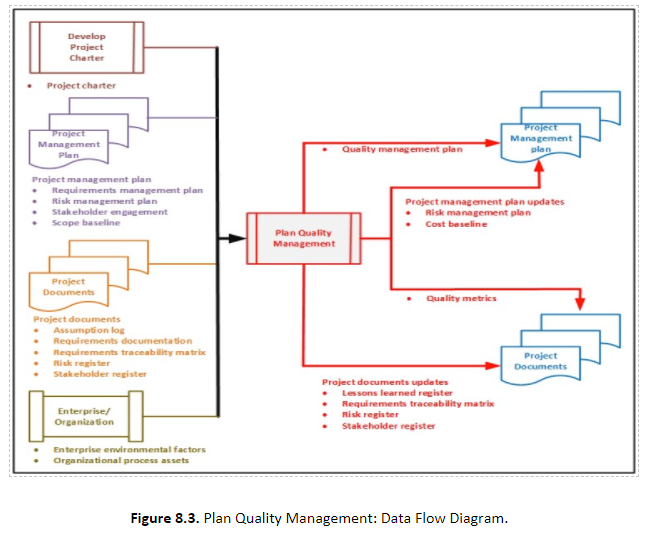 Develop
Project
Charter
• Project charter
Project
Management
Plan
Project management plan
• Requirements management plan
• Risk management plan
• Stakeholder engagement
• Scope baseline
Project
Documents
Project documents
• Assumption log
• Requirements documentation
• Requirements traceability matrix
• Risk register
• Stakeholder register
Enterprise/
Organization
• Enterprise environmental factors
• Organizational process assets
Plan Quality
Management
• Quality management plan
Project
Management
plan
Project management plan updates
• Risk management plan
• Cost baseline
• Quality metrics
Project
Documents
Project documents updates
• Lessons learned register
• Requirements traceability matrix
• Risk register
• Stakeholder register
Figure 8.3. Plan Quality Management: Data Flow Diagram.